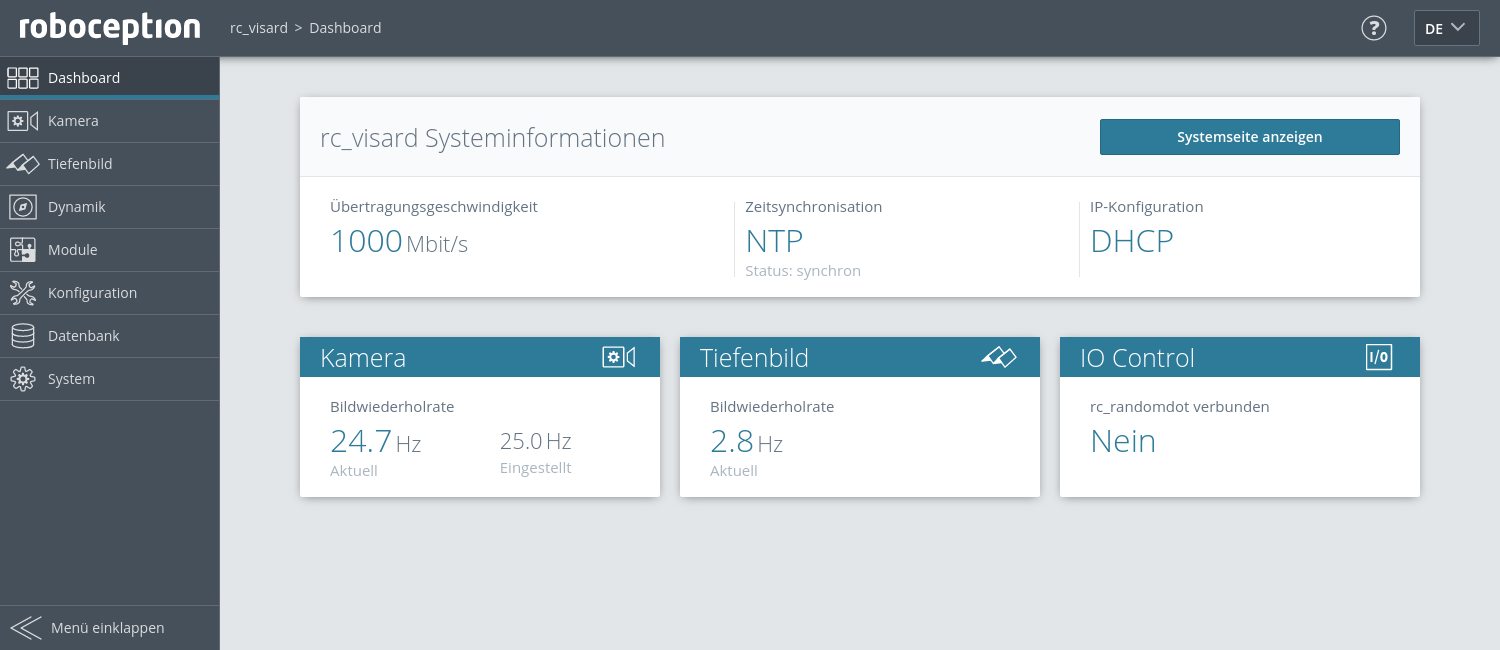 roboception
rc_visard > Dashboard
?
DE
Dashboard
Kamera
Tiefenbild
Dynamik
Module
Konfiguration
Datenbank
System
Menü einklappen
rc_visard Systeminformationen
Systemseite anzeigen
Übertragungsgeschwindigkeit
1000 Mbit/s
Zeitsynchronisation
NTP
Status: synchron
IP-Konfiguration
DHCP
Kamera
Bildwiederholrate
24.7 Hz
Aktuell
25.0 Hz
Eingestellt
Tiefenbild
Bildwiederholrate
2.8 Hz
Aktuell
IO Control
I/O
rc_randomdot verbunden
Nein